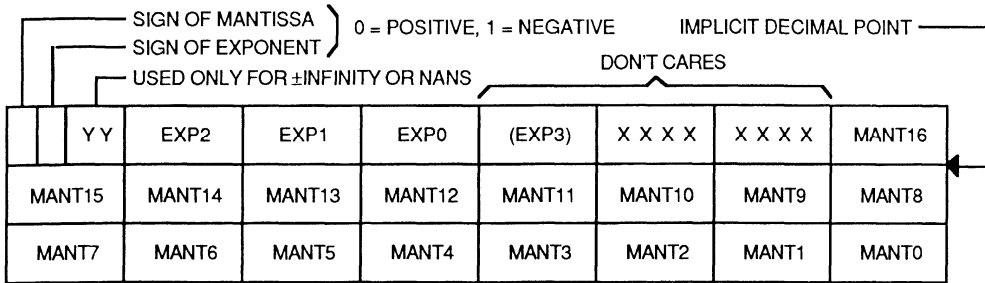 SIGN OF MANTISSA
0 = POSITIVE, 1 = NEGATIVE
IMPLICIT DECIMAL POINT
SIGN OF EXPONENT
USED ONLY FOR ±INFINITY OR NANS
DON'T CARES
Y Y EXP2 EXP1 EXP0 (EXP3) X X X X X X X X MANT16
MANT15 MANT14 MANT13 MANT12 MANT11 MANT10 MANT9 MANT8
MANT7 MANT6 MANT5 MANT4 MANT3 MANT2 MANT1 MANT0